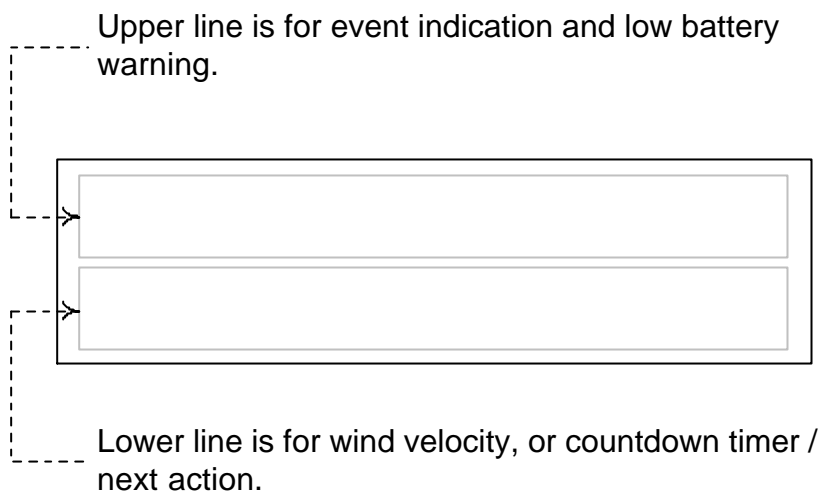 Upper line is for event indication and low battery
warning.
Lower line is for wind velocity, or countdown timer /
next action.